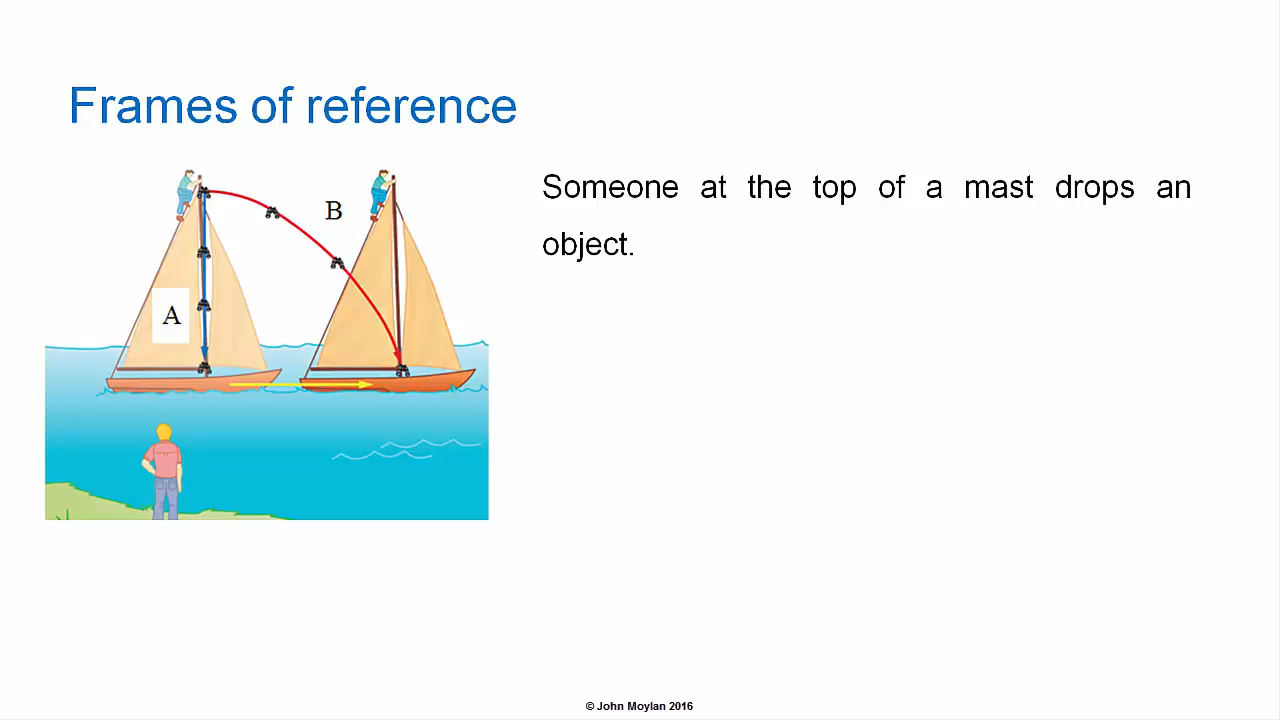 Frames of reference
Someone at the top of a mast drops an
object.
B
A
© John Moylan 2016